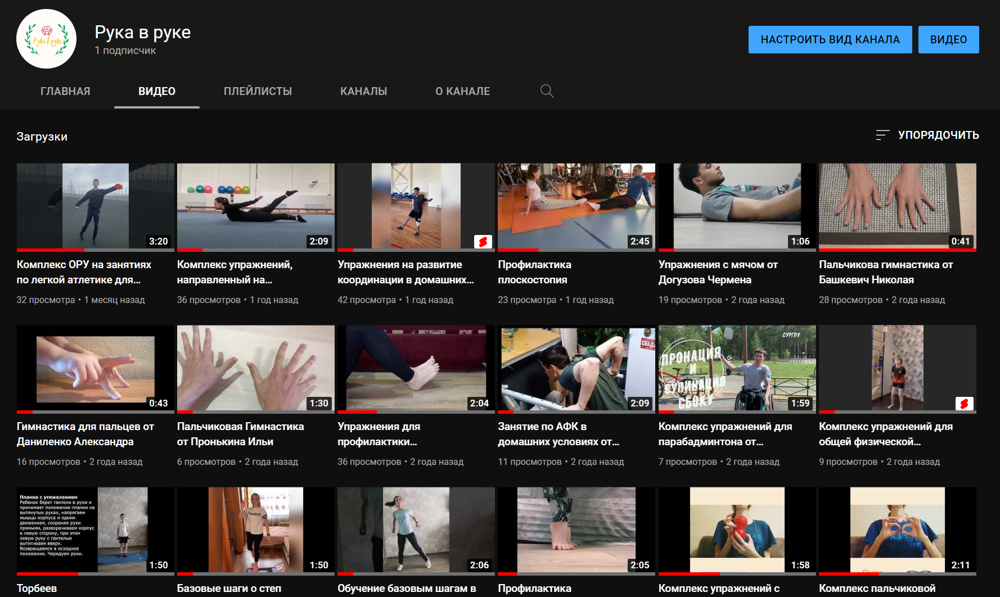 Рука в руке
Рука в руке
1 подписчик
НАСТРОИТЬ ВИД КАНАЛА
ВИДЕО
ГЛАВНАЯ
ВИДЕО
ПЛЕЙЛИСТЫ
КАНАЛЫ
О КАНАЛЕ
Загрузки
УПОРЯДОЧИТЬ
3:20
2:09
2:45
1:06
0:41
Комплекс ОРУ на занятиях
по легкой атлетике для...
32 просмотра • 1 месяц назад
Комплекс упражнений,
направленный на...
36 просмотров • 1 год назад
Упражнения на развитие
координации в домашних...
42 просмотра • 1 год назад
Профилактика
плоскостопия
23 просмотра • 1 год назад
Упражнения с мячом от
Догузова Чермена
19 просмотров • 2 года назад
Пальчикова гимнастика от
Башкевич Николая
28 просмотров • 2 года назад
0:43
1:30
2:04
СВАД
2:09
СУРГПУ
ПРОНАЦИЯ
И
СУПИНАЦИЯ
СБОКУ
1:59
Гимнастика для пальцев от
Даниленко Александра
16 просмотров • 2 года назад
Пальчиковая Гимнастика
от Пронькина Ильи
6 просмотров • 2 года назад
Упражнения для
профилактики...
36 просмотров • 2 года назад
Занятие по АФК в
домашних условиях от...
11 просмотров • 2 года назад
Комплекс упражнений для
парабадминтона от...
7 просмотров • 2 года назад
Комплекс упражнений для
общей физической...
9 просмотров • 2 года назад
Планка с утяжелением
Ребенок берет гантели в руки и
принимает положение планки на
вытянутых руках, напрягаем
мышцы корпуса и одним
движением, сохраняя руки
прямыми, разворачиваем корпус
в левую сторону, при этом
левую руку с гантелью
вытягиваем вверх.
Возвращаемся в исходное
положение. Чередуем руки.
1:50
Reebok
1:50
2:06
2:05
1:58
2:11
Торбеев
Базовые шаги о степ
Обучение базовым шагам в
Профилактика
Комплекс упражнений с
Комплекс пальчиковой